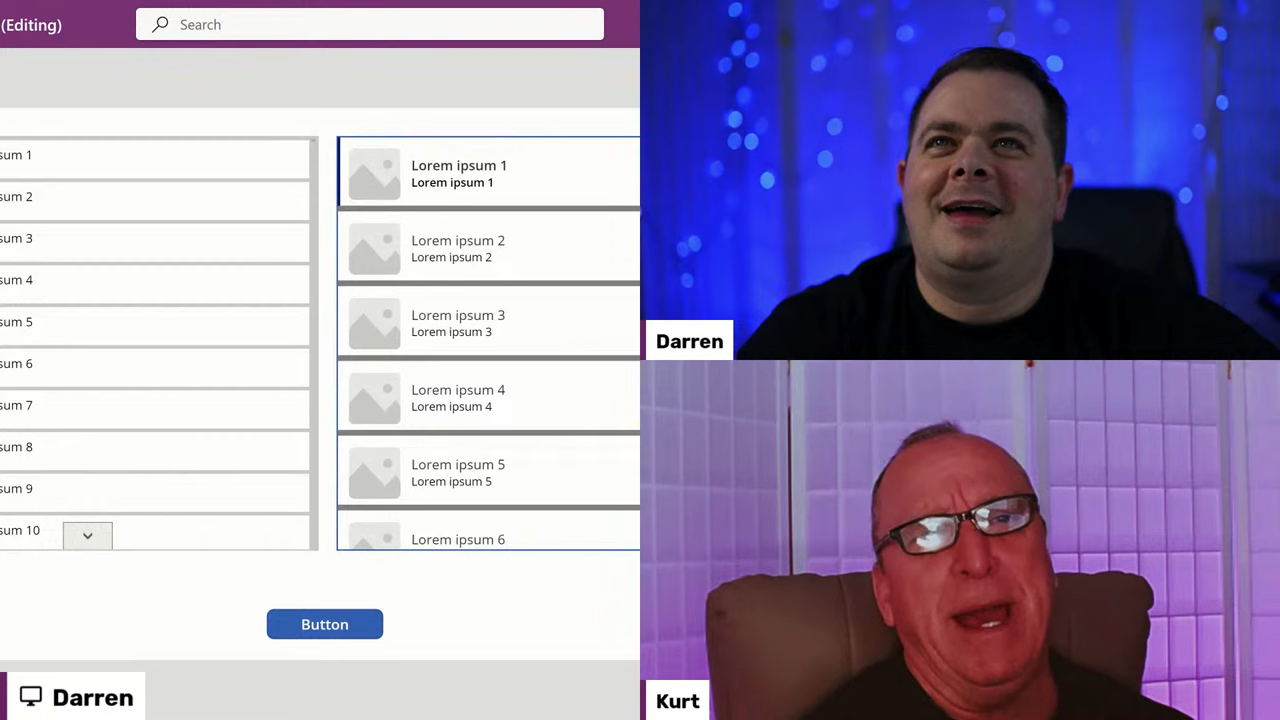 (Editing)
Search
sum 1
sum 2
sum 3
sum 4
sum 5
sum 6
sum 7
sum 8
sum 9
sum 10
Lorem ipsum 1
Lorem ipsum 1
Lorem ipsum 2
Lorem ipsum 2
Lorem ipsum 3
Lorem ipsum 3
Lorem ipsum 4
Lorem ipsum 4
Lorem ipsum 5
Lorem ipsum 5
Lorem ipsum 6
Button
Darren
Darren
Kurt